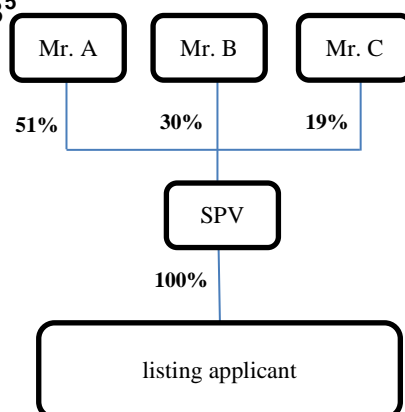 Mr. A Mr. B Mr. C
51% 30% 19%
SPV
100%
listing applicant